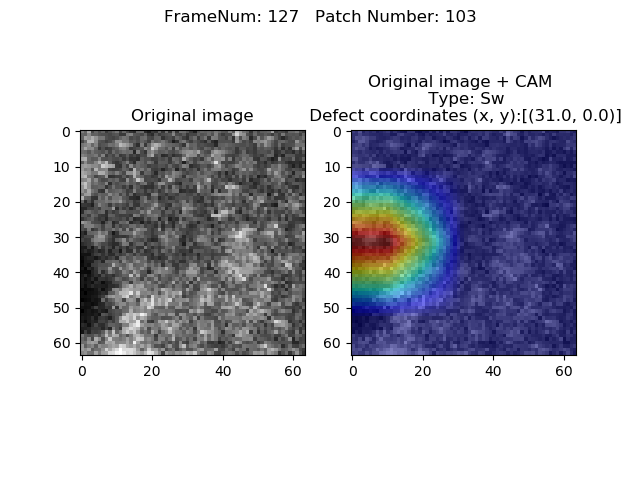 FrameNum: 127   Patch Number: 103
Original image
Original image + CAM
Type: Sw
Defect coordinates (x, y):[(31.0, 0.0)]
0
10
20
30
40
50
60
0 20 40 60
0
10
20
30
40
50
60
0 20 40 60